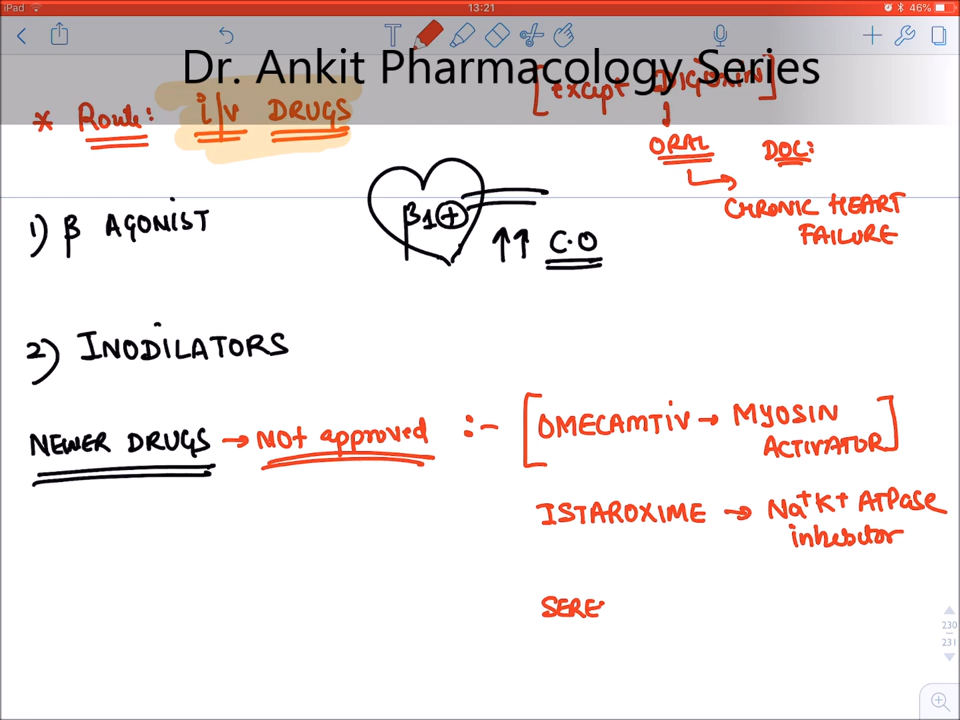 iPad 13:21 46%
T
Dr. Ankit Pharmacology Series
[except DIGOXIN]
* Route: i/v DRUGS
ORAL DOC:
CHRONIC HEART
FAILURE
1) β AGONIST
β1 +
↑↑ C.O
2) INODILATORS
NEWER DRUGS → NOt approved :- [OMECAMTIV → MYOSIN
ACTIVATOR]
ISTAROXIME → Na+K+ ATPase
inhebitor
SERE
230
231